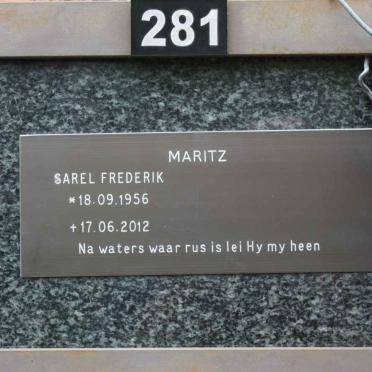 281
MARITZ
SAREL FREDERIK
*18.09.1956
+17.06.2012
Na waters waar rus is lei Hy my heen